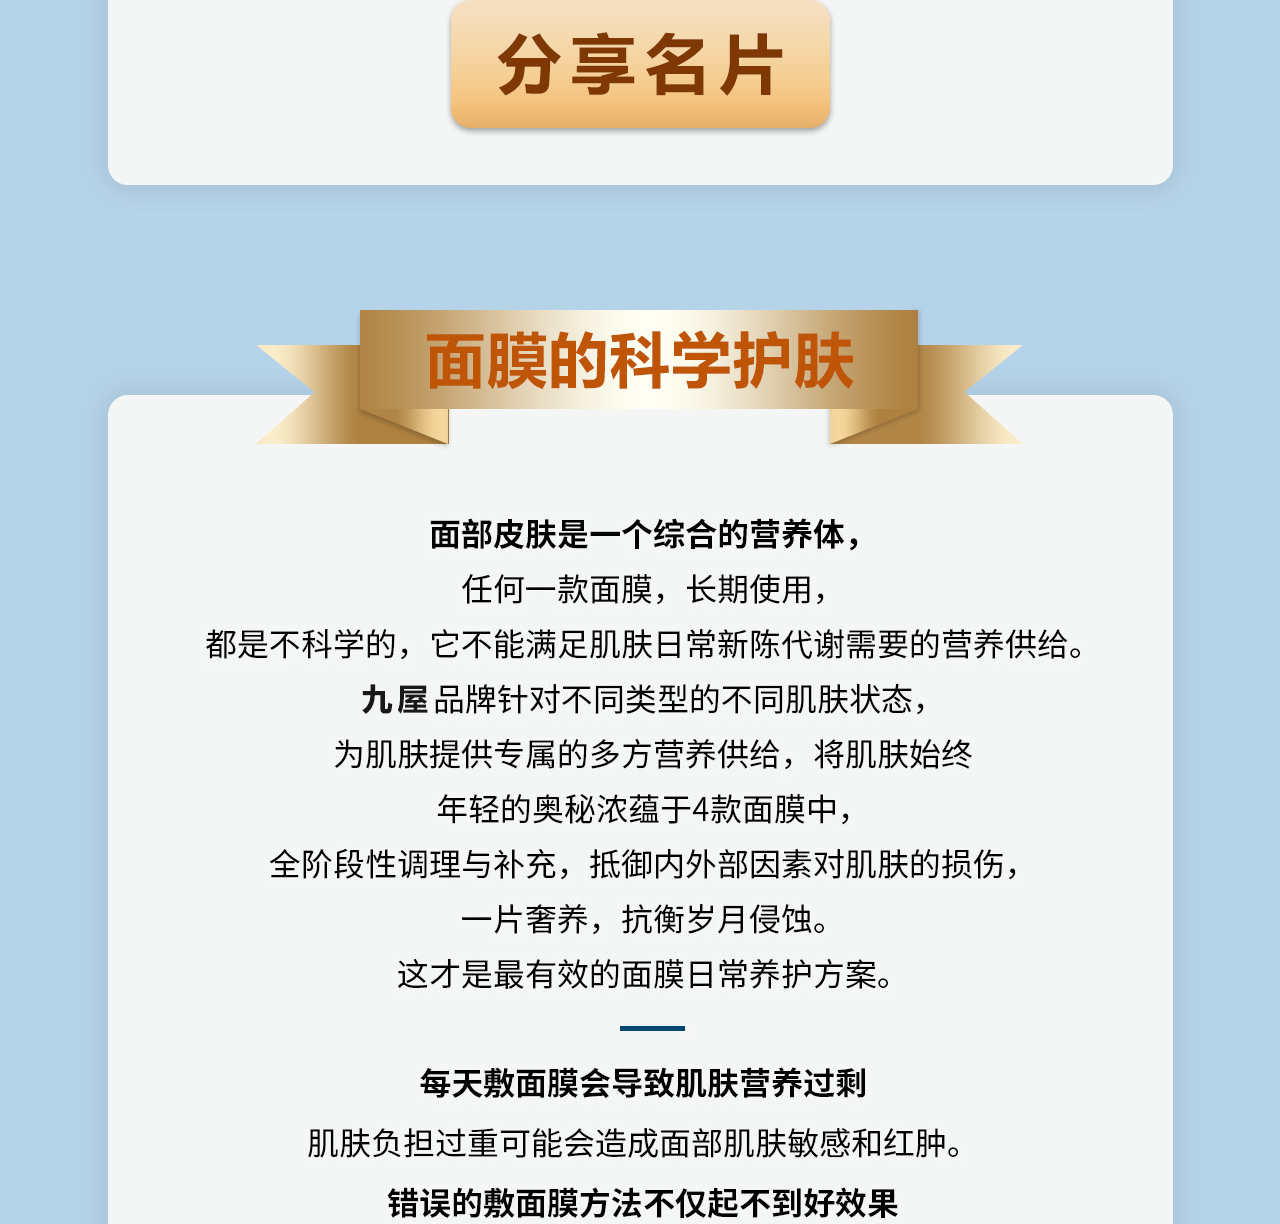 分享名片
面膜的科学护肤
面部皮肤是一个综合的营养体，
任何一款面膜，长期使用，
都是不科学的，它不能满足肌肤日常新陈代谢需要的营养供给。
九屋品牌针对不同类型的不同肌肤状态，
为肌肤提供专属的多方营养供给，将肌肤始终
年轻的奥秘浓蕴于4款面膜中，
全阶段性调理与补充，抵御内外部因素对肌肤的损伤，
一片奢养，抗衡岁月侵蚀。
这才是最有效的面膜日常养护方案。
每天敷面膜会导致肌肤营养过剩
肌肤负担过重可能会造成面部肌肤敏感和红肿。
错误的敷面膜方法不仅起不到好效果